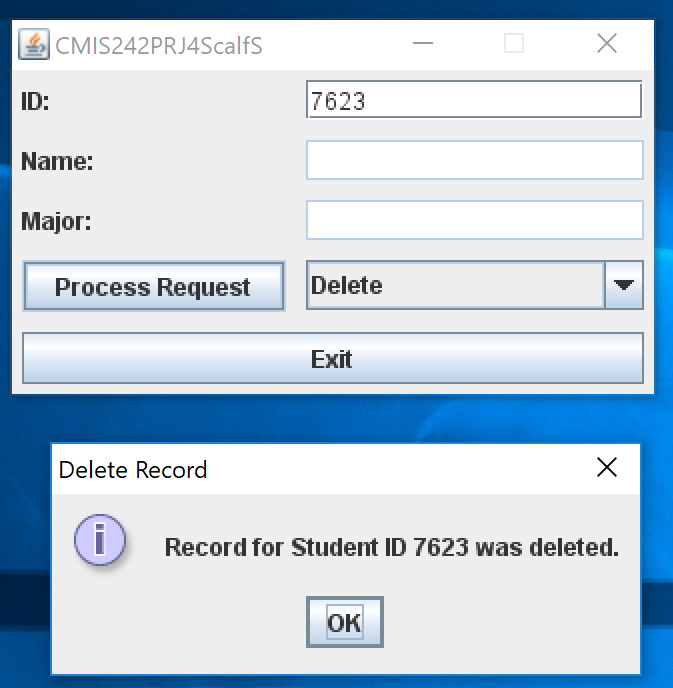 CMIS242PRJ4ScalfS
ID:
7623
Name:
Major:
Process Request
Delete
Exit
Delete Record
i
Record for Student ID 7623 was deleted.
OK